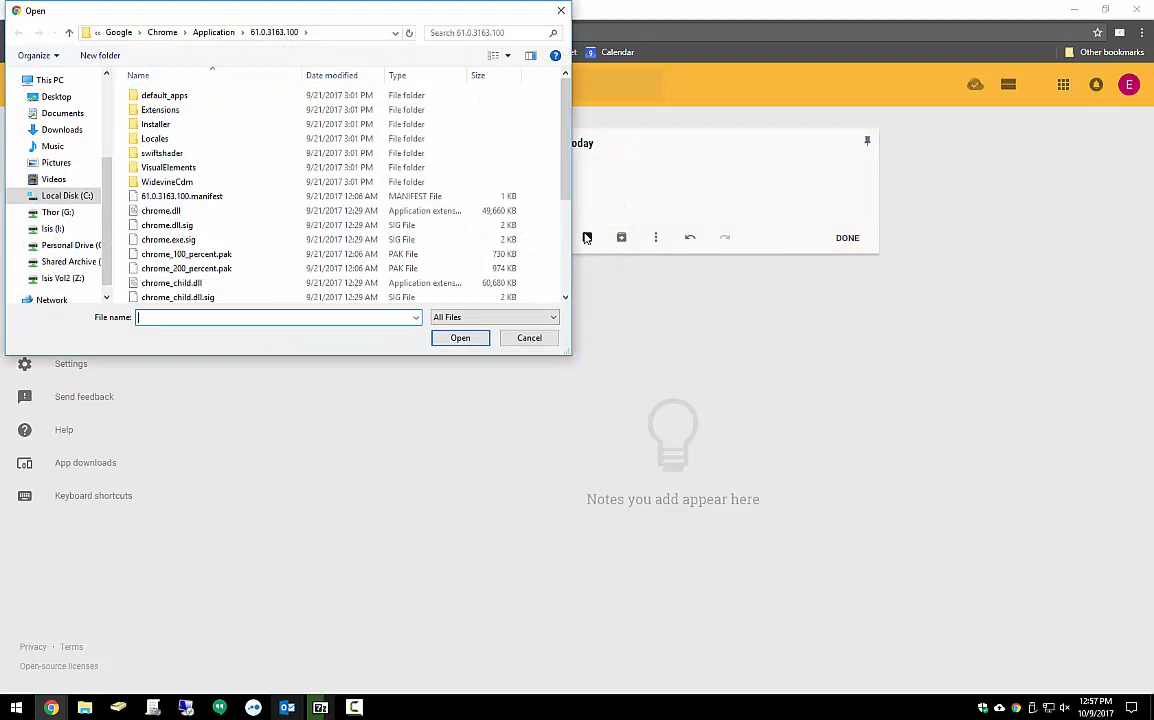 Open
Google Chrome Application 61.0.3163.100
Search 61.0.3163.100
Organize New folder
Name Date modified Type Size
This PC
Desktop
Documents
Downloads
Music
Pictures
Videos
Local Disk (C:)
Thor (G:)
Isis (I:)
Personal Drive (
Shared Archive (
Isis Vol2 (Z:)
Network
default_apps 9/21/2017 3:01 PM File folder
Extensions 9/21/2017 3:01 PM File folder
Installer 9/21/2017 3:01 PM File folder
Locales 9/21/2017 3:01 PM File folder
swiftshader 9/21/2017 3:01 PM File folder
VisualElements 9/21/2017 3:01 PM File folder
WidevineCdm 9/21/2017 3:01 PM File folder
61.0.3163.100.manifest 9/21/2017 12:06 AM MANIFEST File 1 KB
chrome.dll 9/21/2017 12:29 AM Application extens... 49,660 KB
chrome.dll.sig 9/21/2017 12:29 AM SIG File 2 KB
chrome.exe.sig 9/21/2017 12:29 AM SIG File 2 KB
chrome_100_percent.pak 9/21/2017 12:06 AM PAK File 730 KB
chrome_200_percent.pak 9/21/2017 12:06 AM PAK File 974 KB
chrome_child.dll 9/21/2017 12:29 AM Application extens... 60,680 KB
chrome_child.dll.sig 9/21/2017 12:29 AM SIG File 2 KB
File name: All Files
Open Cancel
et 9 Calendar Other bookmarks
E
oday
DONE
Settings
Send feedback
Help
App downloads
Keyboard shortcuts
Notes you add appear here
Privacy · Terms
Open-source licenses
12:57 PM
10/9/2017